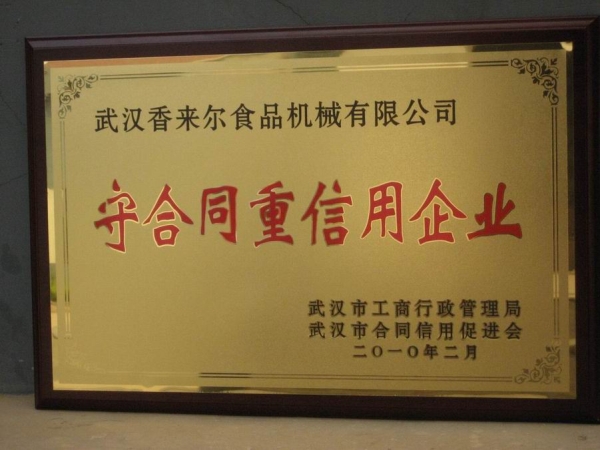 武汉香来尔食品机械有限公司
守合同重信用企业
武汉市工商行政管理局
武汉市合同信用促进会
二〇一〇年二月